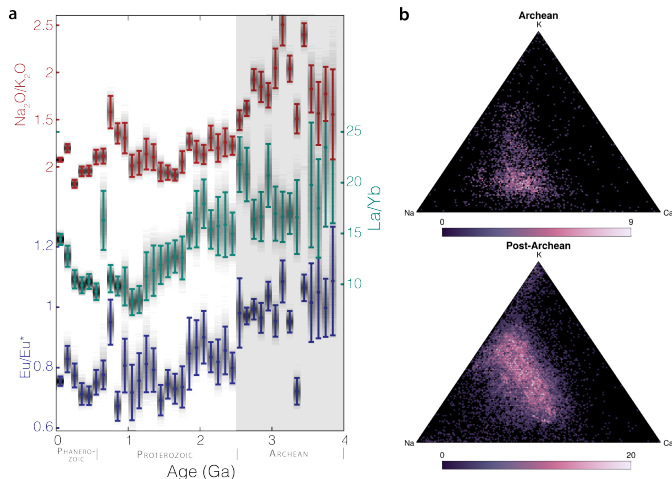 a
2.5
2
1.5
2
1.2
1
0.8
0.6
Na2O/K2O
Eu/Eu*
25
20
15
10
La/Yb
0
1
2
3
4
Phanero-
zoic
Proterozoic
Archean
Age (Ga)
b
Archean
K
Na
Ca
0
9
Post-Archean
K
Na
Ca
0
20